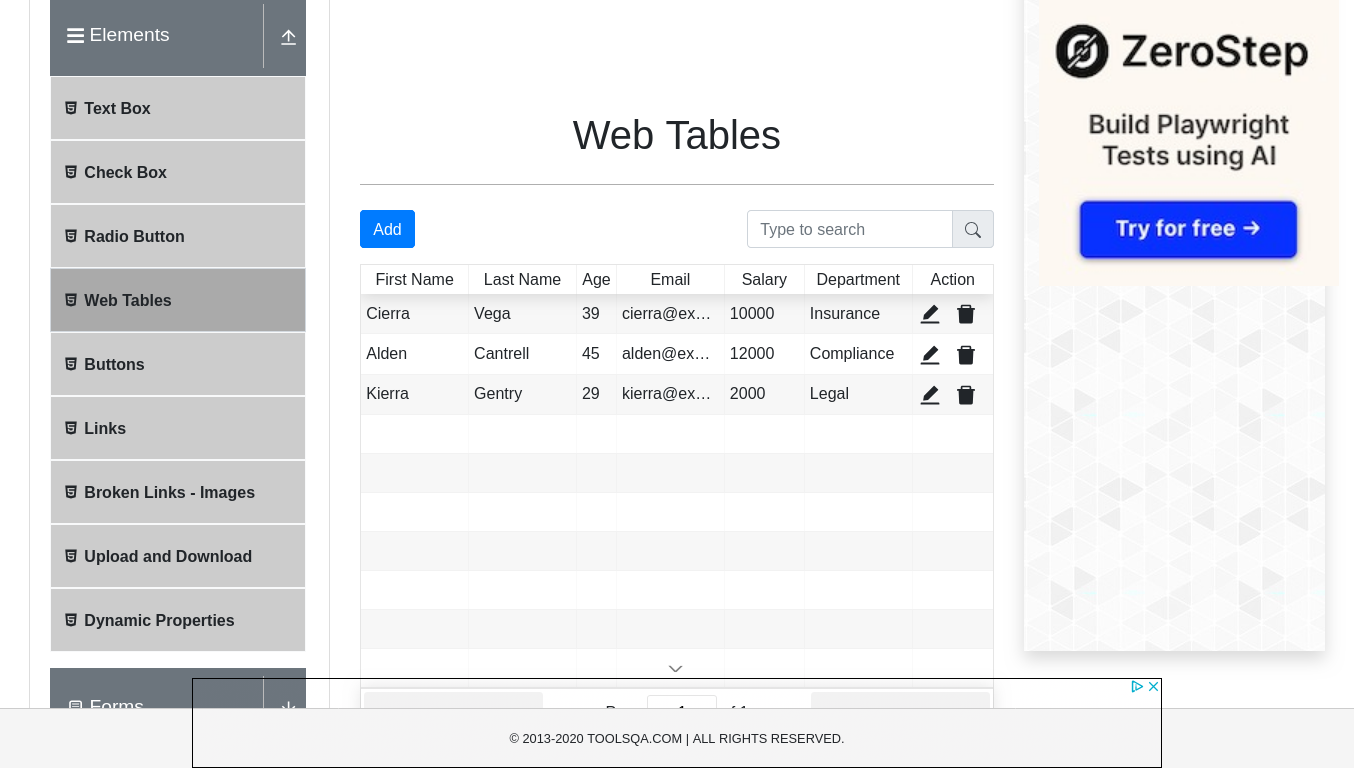 Elements
Text Box
Check Box
Radio Button
Web Tables
Buttons
Links
Broken Links - Images
Upload and Download
Dynamic Properties
Forms
Web Tables
Add
Type to search
First Name Last Name Age Email Salary Department Action
Cierra Vega 39 cierra@ex… 10000 Insurance
Alden Cantrell 45 alden@ex… 12000 Compliance
Kierra Gentry 29 kierra@ex… 2000 Legal
ZeroStep
Build Playwright
Tests using AI
Try for free →
© 2013-2020 TOOLSQA.COM | ALL RIGHTS RESERVED.